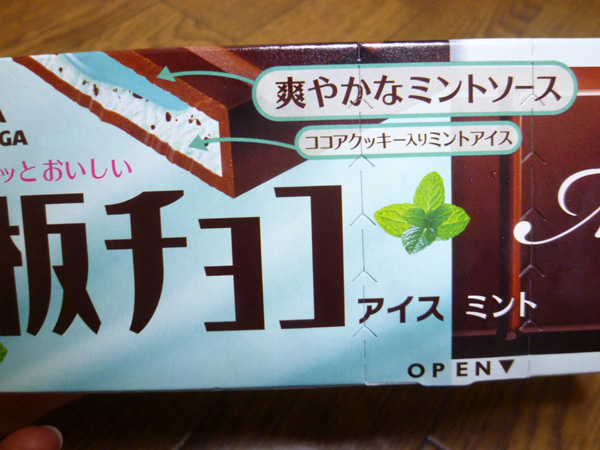 爽やかなミントソース
ココアクッキー入りミントアイス
GA
ッとおいしい
板チョコ
アイス ミント
OPEN▼